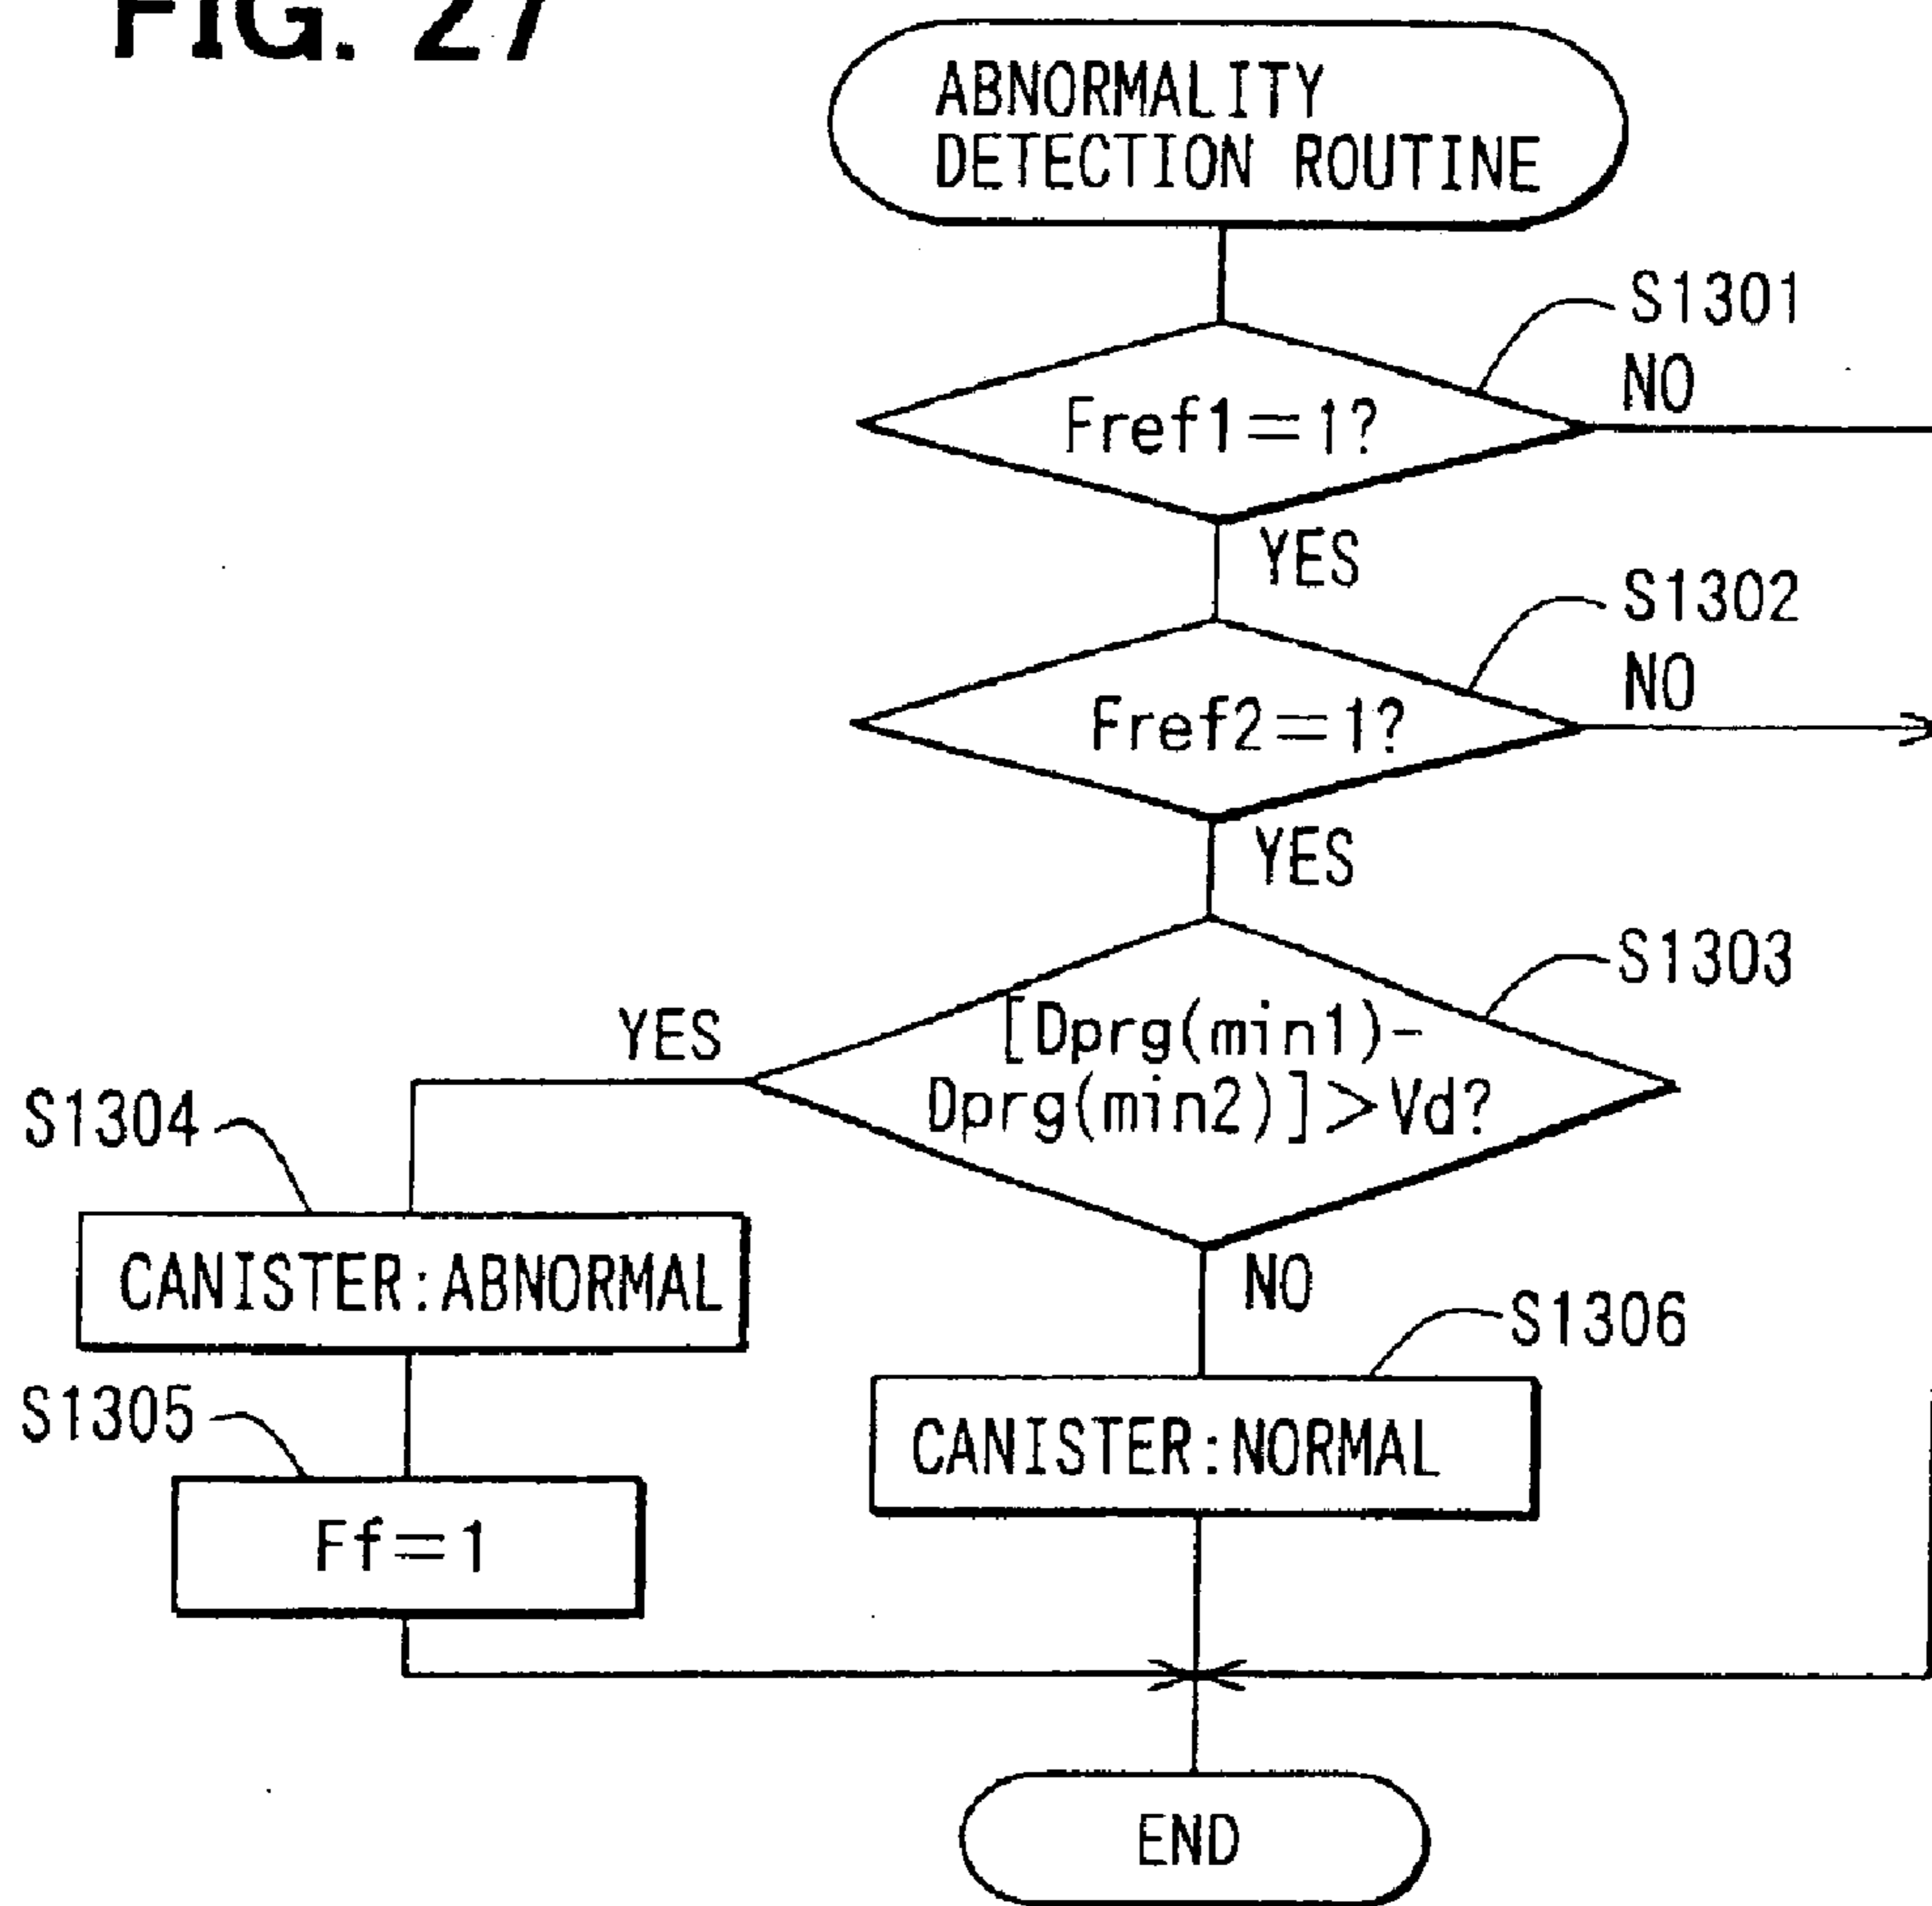 FIG. 27
ABNORMALITY
DETECTION ROUTINE
S1301
NO
Fref1=1?
YES
S1302
NO
Fref2=1?
YES
S1303
YES
[Dprg(min1)-
Dprg(min2)]>Vd?
S1304
NO
CANISTER:ABNORMAL
S1306
S1305
CANISTER:NORMAL
Ff=1
END